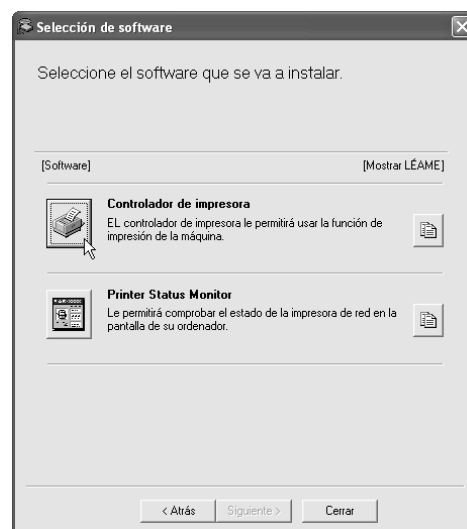 Selección de software
Seleccione el software que se va a instalar.
[Software] [Mostrar LÉAME]
Controlador de impresora
EL controlador de impresora le permitirá usar la función de
impresión de la máquina.
Printer Status Monitor
Le permitirá comprobar el estado de la impresora de red en la
pantalla de su ordenador.
< Atrás Siguiente > Cerrar